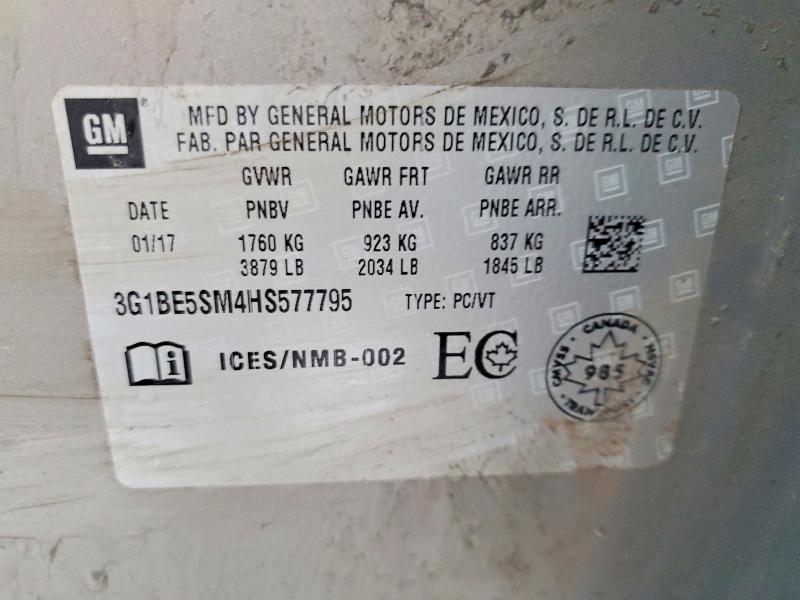 GM
MFD BY GENERAL MOTORS DE MEXICO, S. DE R.L. DE C.V.
FAB. PAR GENERAL MOTORS DE MEXICO, S. DE R.L. DE C.V.
GVWR GAWR FRT GAWR RR
DATE PNBV PNBE AV. PNBE ARR.
01/17 1760 KG 923 KG 837 KG
3879 LB 2034 LB 1845 LB
3G1BE5SM4HS577795 TYPE: PC/VT
i ICES/NMB-002 EC
CANADA
CMVSS 985 NSVAC